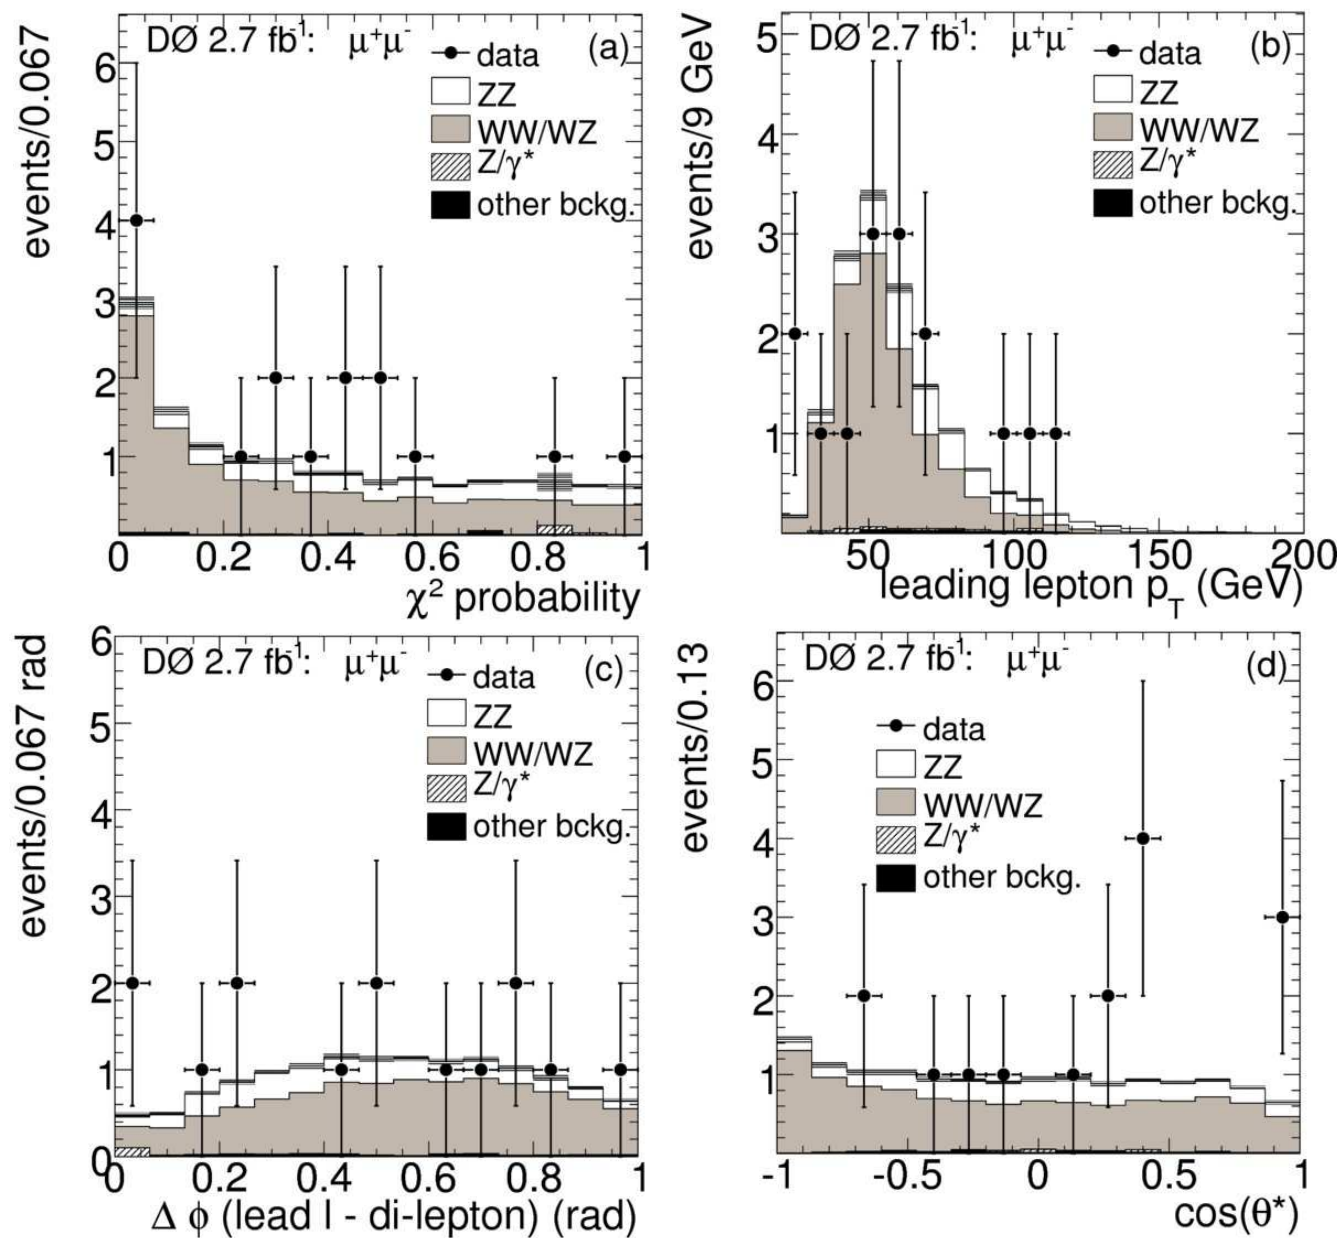 DØ 2.7 fb⁻¹: μ⁺μ⁻ (a)
data
ZZ
WW/WZ
Z/γ*
other bckg.
events/0.067
6
5
4
3
2
1
0 0.2 0.4 0.6 0.8 1
χ² probability
DØ 2.7 fb⁻¹: μ⁺μ⁻ (b)
data
ZZ
WW/WZ
Z/γ*
other bckg.
events/9 GeV
5
4
3
2
1
50 100 150 200
leading lepton p_T (GeV)
DØ 2.7 fb⁻¹: μ⁺μ⁻ (c)
data
ZZ
WW/WZ
Z/γ*
other bckg.
events/0.067 rad
6
5
4
3
2
1
0
0 0.2 0.4 0.6 0.8 1
Δ ϕ (lead l - di-lepton) (rad)
DØ 2.7 fb⁻¹: μ⁺μ⁻ (d)
data
ZZ
WW/WZ
Z/γ*
other bckg.
events/0.13
6
5
4
3
2
1
-1 -0.5 0 0.5 1
cos(θ*)